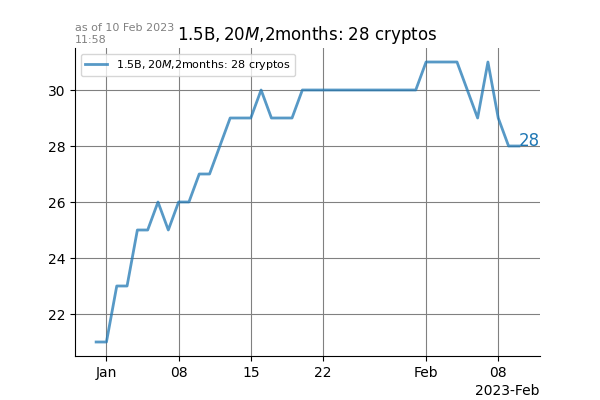 as of 10 Feb 2023
11:58
1.5B, 20M,2months: 28 cryptos
1.5B, 20M,2months: 28 cryptos
30
28
26
24
22
28
Jan
08
15
22
Feb
08
2023-Feb